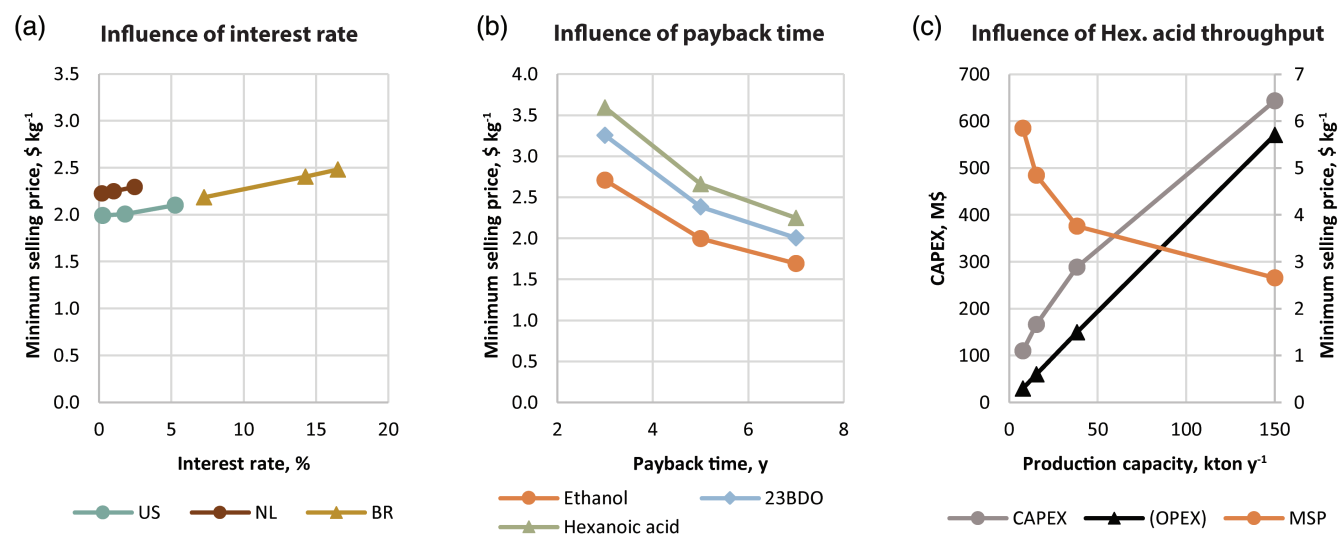 (a)
Influence of interest rate
Minimum selling price, $ kg⁻¹
3.5
3.0
2.5
2.0
1.5
1.0
0.5
0.0
0 5 10 15 20
Interest rate, %
US NL BR
(b)
Influence of payback time
Minimum selling price, $ kg⁻¹
4.0
3.5
3.0
2.5
2.0
1.5
1.0
0.5
0.0
2 4 6 8
Payback time, y
Ethanol 23BDO
Hexanoic acid
(c)
Influence of Hex. acid throughput
CAPEX, M$
700
600
500
400
300
200
100
0
7
6
5
4
3
2
1
0
Minimum selling price, $ kg⁻¹
0 50 100 150
Production capacity, kton y⁻¹
CAPEX (OPEX) MSP